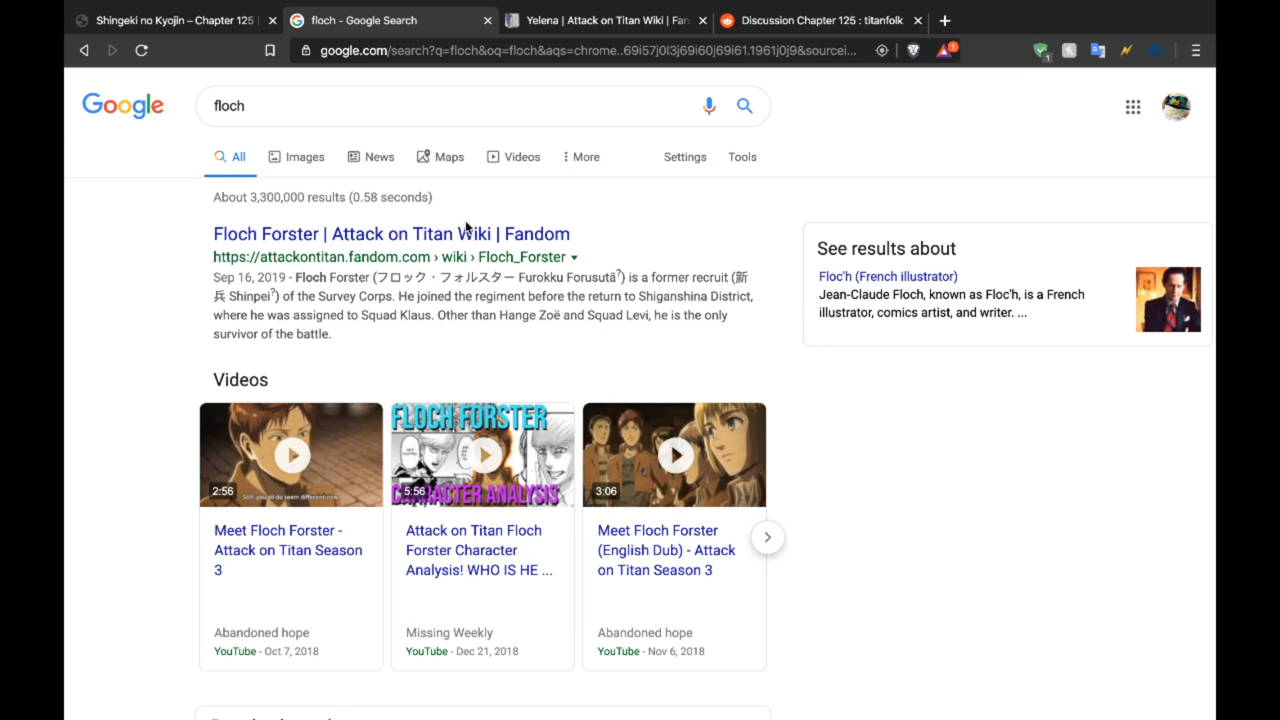 Shingeki no Kyojin – Chapter 125 |
floch - Google Search
Yelena | Attack on Titan Wiki | Fan
Discussion Chapter 125 : titanfolk
google.com/search?q=floch&oq=floch&aqs=chrome..69i57j0l3j69i60j69i61.1961j0j9&sourcei...
1
1
Google
floch
All
Images
News
Maps
Videos
More
Settings
Tools
About 3,300,000 results (0.58 seconds)
Floch Forster | Attack on Titan Wiki | Fandom
https://attackontitan.fandom.com › wiki › Floch_Forster
Sep 16, 2019 - Floch Forster (フロック・フォルスター Furokku Forusutā?) is a former recruit (新
兵 Shinpei?) of the Survey Corps. He joined the regiment before the return to Shiganshina District,
where he was assigned to Squad Klaus. Other than Hange Zoë and Squad Levi, he is the only
survivor of the battle.
See results about
Floc'h (French illustrator)
Jean-Claude Floch, known as Floc'h, is a French
illustrator, comics artist, and writer. ...
Videos
2:56
Still, you all do seem different now.
Meet Floch Forster -
Attack on Titan Season
3
Abandoned hope
YouTube - Oct 7, 2018
FLOCH FORSTER
5:56
CHARACTER ANALYSIS
Attack on Titan Floch
Forster Character
Analysis! WHO IS HE ...
Missing Weekly
YouTube - Dec 21, 2018
3:06
Meet Floch Forster
(English Dub) - Attack
on Titan Season 3
Abandoned hope
YouTube - Nov 6, 2018